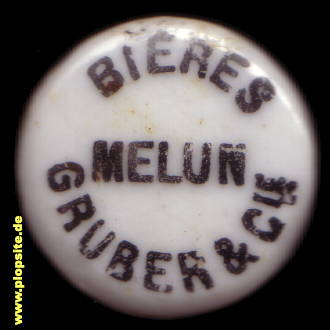 BIÈRES
MELUN
GRUBER & Cie
www.plopsite.de